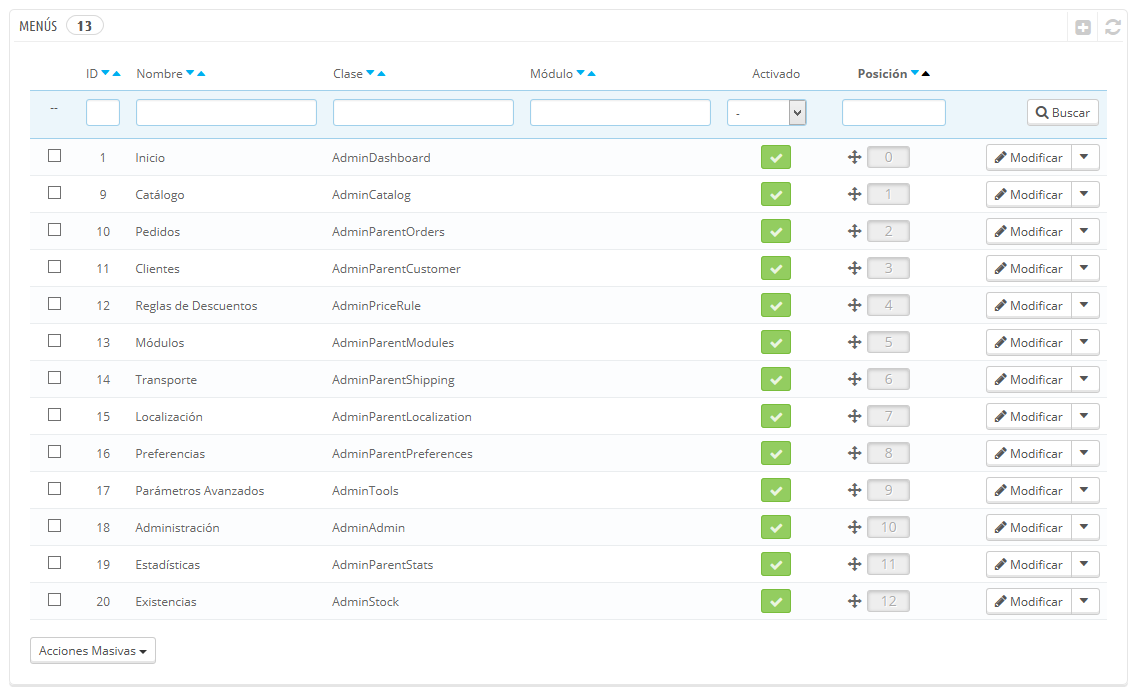 MENÚS 13
ID Nombre Clase Módulo Activado Posición
-- - Buscar
1 Inicio AdminDashboard 0 Modificar
9 Catálogo AdminCatalog 1 Modificar
10 Pedidos AdminParentOrders 2 Modificar
11 Clientes AdminParentCustomer 3 Modificar
12 Reglas de Descuentos AdminPriceRule 4 Modificar
13 Módulos AdminParentModules 5 Modificar
14 Transporte AdminParentShipping 6 Modificar
15 Localización AdminParentLocalization 7 Modificar
16 Preferencias AdminParentPreferences 8 Modificar
17 Parámetros Avanzados AdminTools 9 Modificar
18 Administración AdminAdmin 10 Modificar
19 Estadísticas AdminParentStats 11 Modificar
20 Existencias AdminStock 12 Modificar
Acciones Masivas